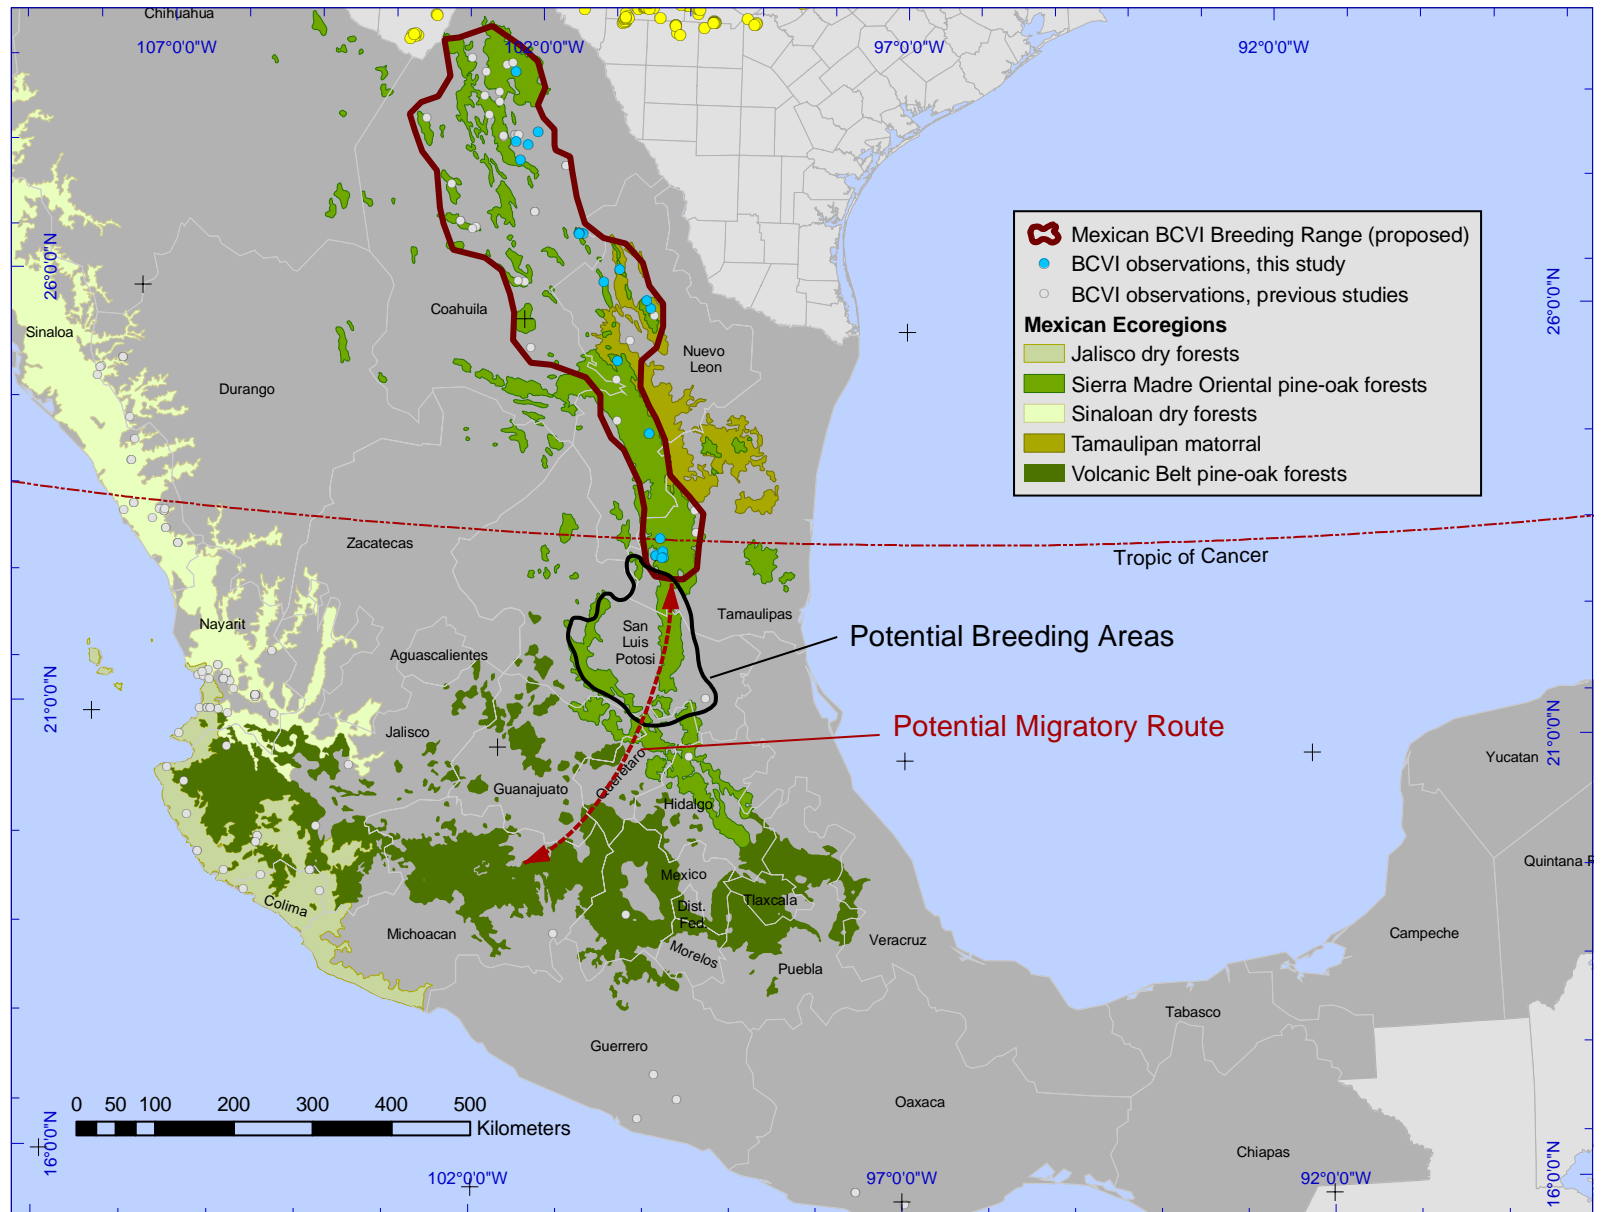 Chihuahua
107°0'0"W
102°0'0"W
97°0'0"W
92°0'0"W
Mexican BCVI Breeding Range (proposed)
BCVI observations, this study
BCVI observations, previous studies
Mexican Ecoregions
Jalisco dry forests
Sierra Madre Oriental pine-oak forests
Sinaloan dry forests
Tamaulipan matorral
Volcanic Belt pine-oak forests
26°0'0"N
26°0'0"N
Coahuila
Sinaloa
Nuevo
Leon
Durango
Zacatecas
Tropic of Cancer
Tamaulipas
Nayarit
San
Luis
Potosi
Potential Breeding Areas
Aguascalientes
21°0'0"N
21°0'0"N
Potential Migratory Route
Jalisco
Yucatan
Queretaro
Guanajuato
Hidalgo
Quintana R
Mexico
Tlaxcala
Dist.
Fed.
Colima
Michoacan
Morelos
Veracruz
Campeche
Puebla
Tabasco
Guerrero
Oaxaca
Chiapas
0 50 100 200 300 400 500
Kilometers
16°0'0"N
16°0'0"N
102°0'0"W
97°0'0"W
92°0'0"W